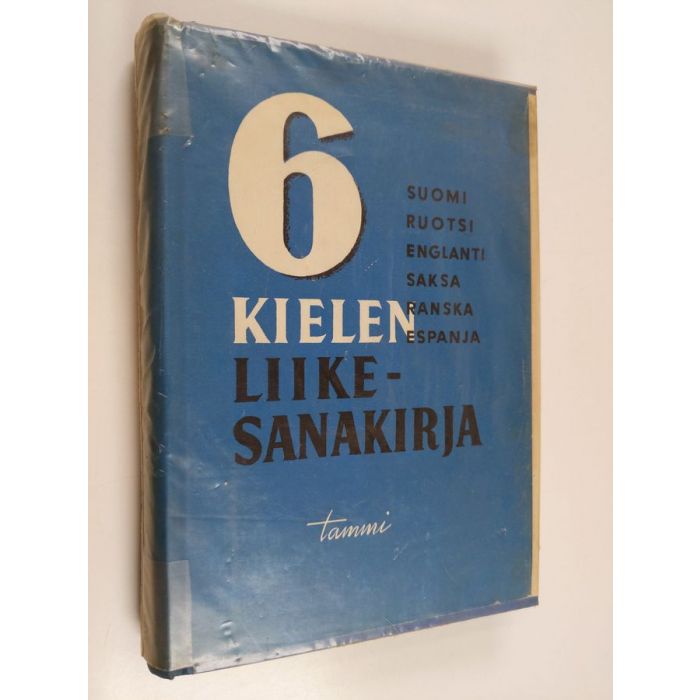 6
KIELEN
LIIKE-
SANAKIRJA
SUOMI
RUOTSI
ENGLANTI
SAKSA
RANSKA
ESPANJA
tammi